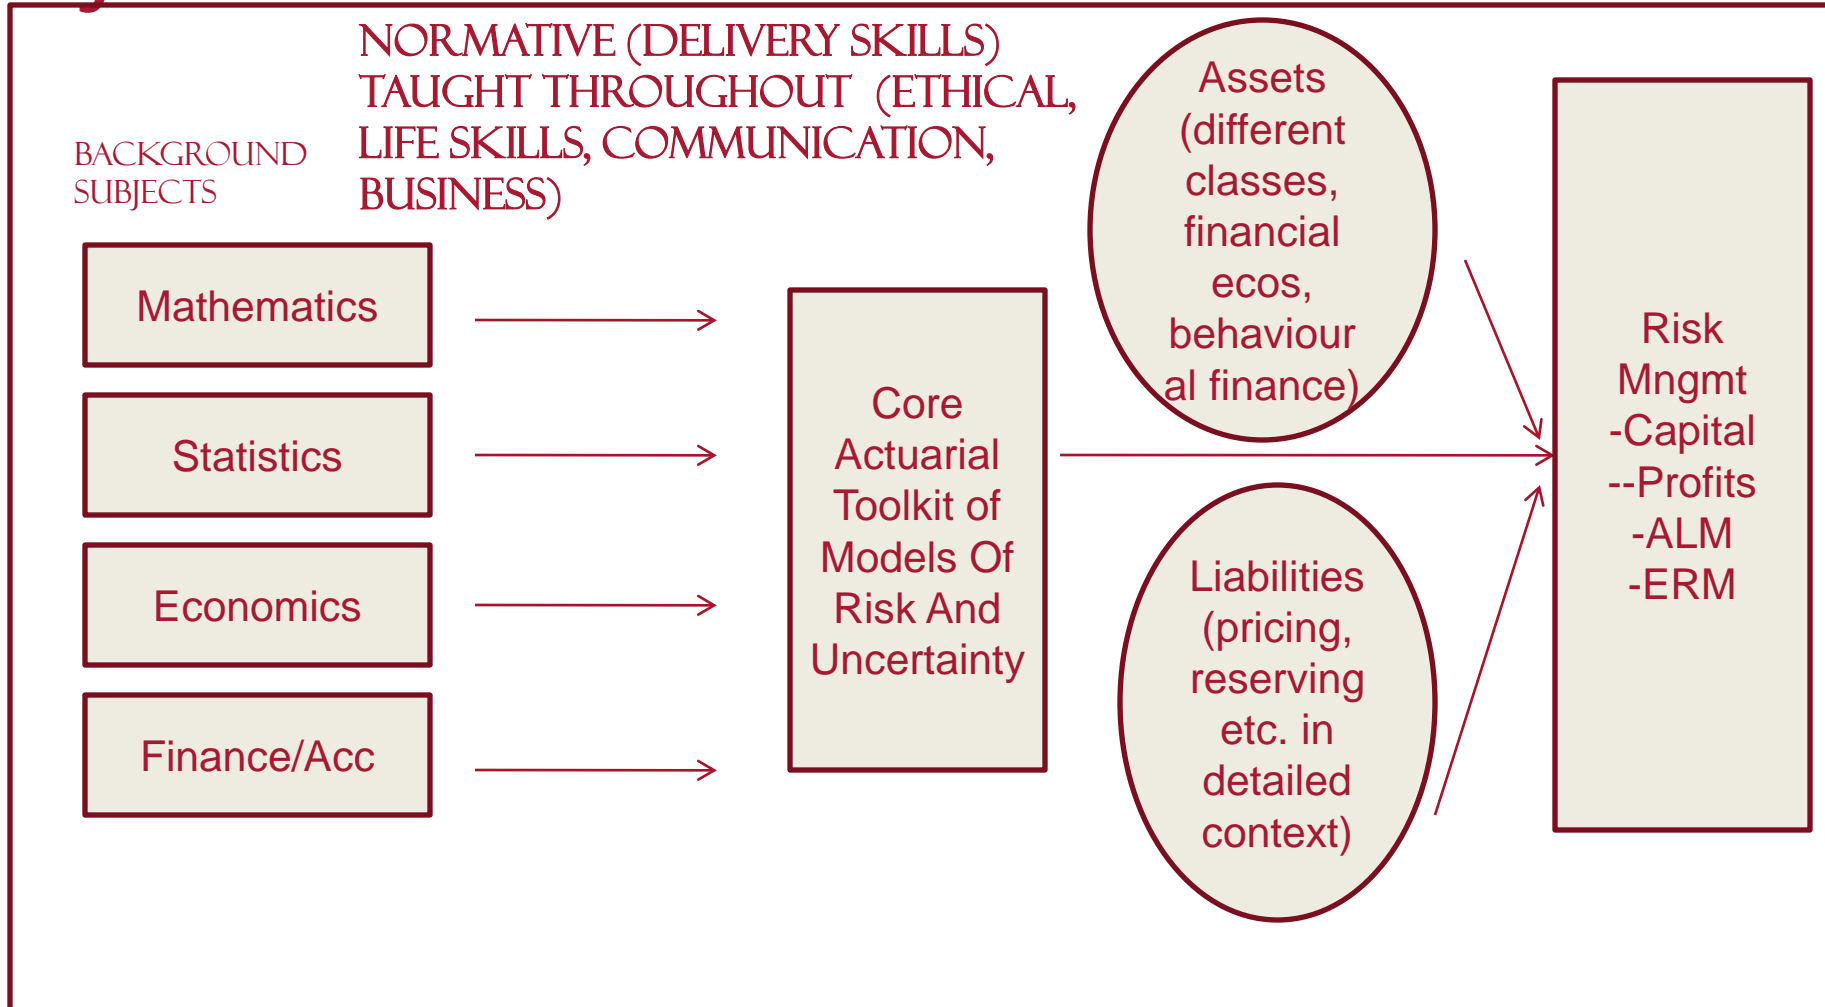 NORMATIVE (DELIVERY SKILLS)
TAUGHT THROUGHOUT (ETHICAL,
LIFE SKILLS, COMMUNICATION,
BUSINESS)
BACKGROUND
SUBJECTS
Mathematics
Statistics
Economics
Finance/Acc
Core
Actuarial
Toolkit of
Models Of
Risk And
Uncertainty
Assets
(different
classes,
financial
ecos,
behaviour
al finance)
Liabilities
(pricing,
reserving
etc. in
detailed
context)
Risk
Mngmt
-Capital
--Profits
-ALM
-ERM